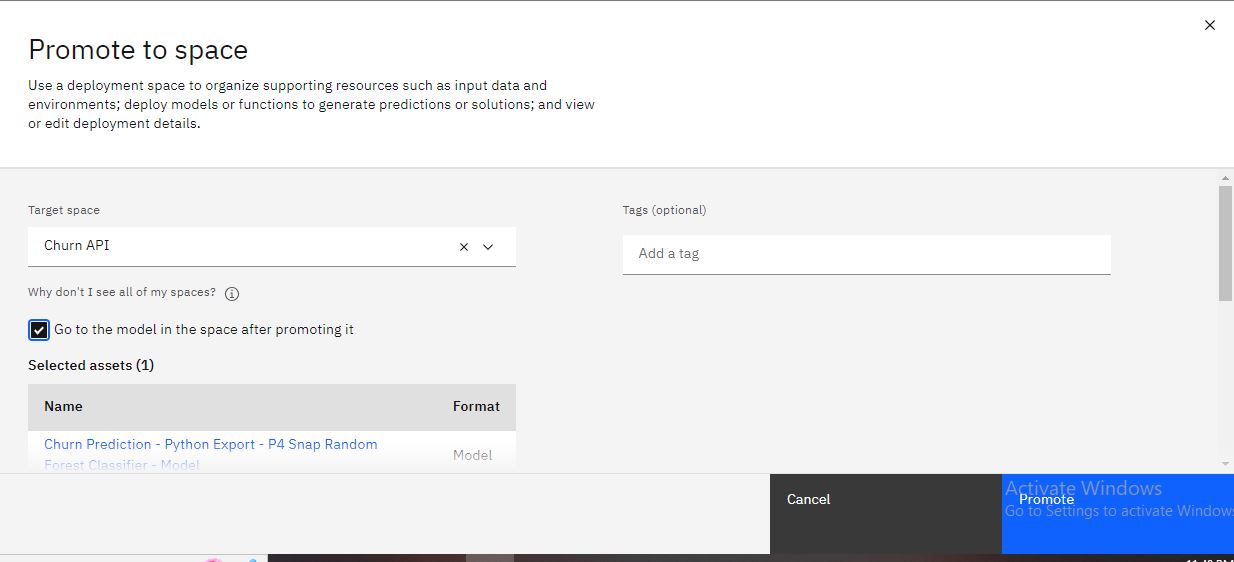 Promote to space
Use a deployment space to organize supporting resources such as input data and
environments; deploy models or functions to generate predictions or solutions; and view
or edit deployment details.
Target space
Churn API
Why don't I see all of my spaces?
Go to the model in the space after promoting it
Selected assets (1)
Name Format
Churn Prediction - Python Export - P4 Snap Random
Forest Classifier - Model
Model
Tags (optional)
Add a tag
Cancel
Promote
Activate Windows
Go to Settings to activate Windows